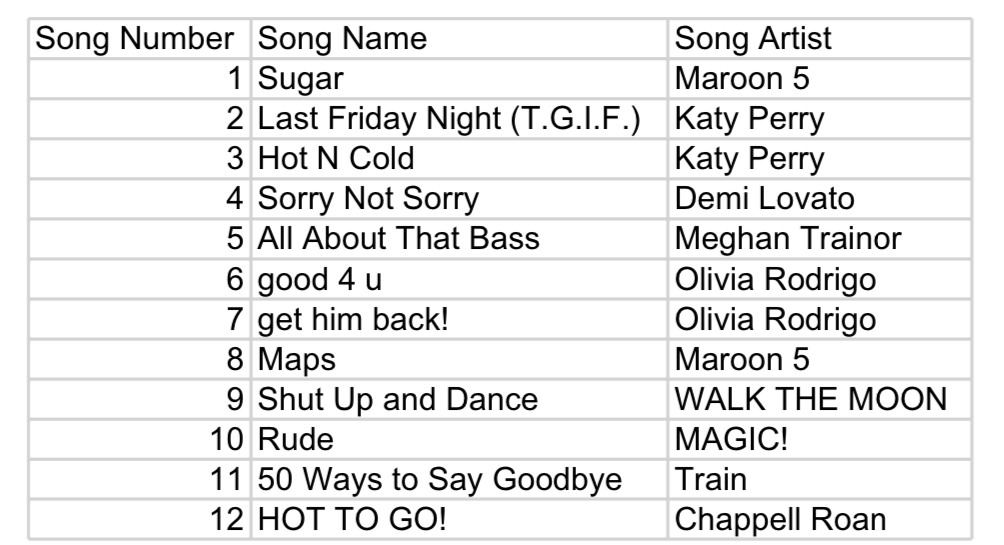 Song Number Song Name Song Artist
1 Sugar Maroon 5
2 Last Friday Night (T.G.I.F.) Katy Perry
3 Hot N Cold Katy Perry
4 Sorry Not Sorry Demi Lovato
5 All About That Bass Meghan Trainor
6 good 4 u Olivia Rodrigo
7 get him back! Olivia Rodrigo
8 Maps Maroon 5
9 Shut Up and Dance WALK THE MOON
10 Rude MAGIC!
11 50 Ways to Say Goodbye Train
12 HOT TO GO! Chappell Roan